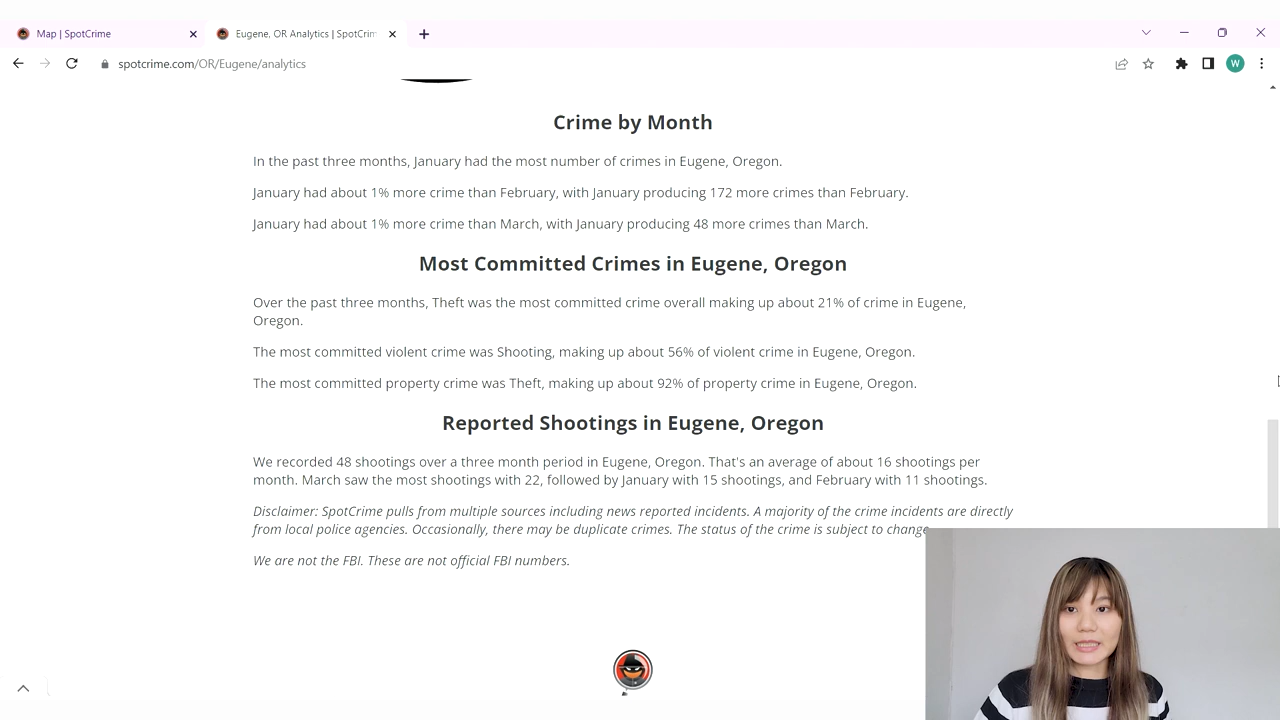 Map | SpotCrime
Eugene, OR Analytics | SpotCrim
spotcrime.com/OR/Eugene/analytics
W
Crime by Month
In the past three months, January had the most number of crimes in Eugene, Oregon.
January had about 1% more crime than February, with January producing 172 more crimes than February.
January had about 1% more crime than March, with January producing 48 more crimes than March.
Most Committed Crimes in Eugene, Oregon
Over the past three months, Theft was the most committed crime overall making up about 21% of crime in Eugene,
Oregon.
The most committed violent crime was Shooting, making up about 56% of violent crime in Eugene, Oregon.
The most committed property crime was Theft, making up about 92% of property crime in Eugene, Oregon.
Reported Shootings in Eugene, Oregon
We recorded 48 shootings over a three month period in Eugene, Oregon. That's an average of about 16 shootings per
month. March saw the most shootings with 22, followed by January with 15 shootings, and February with 11 shootings.
Disclaimer: SpotCrime pulls from multiple sources including news reported incidents. A majority of the crime incidents are directly
from local police agencies. Occasionally, there may be duplicate crimes. The status of the crime is subject to change
We are not the FBI. These are not official FBI numbers.